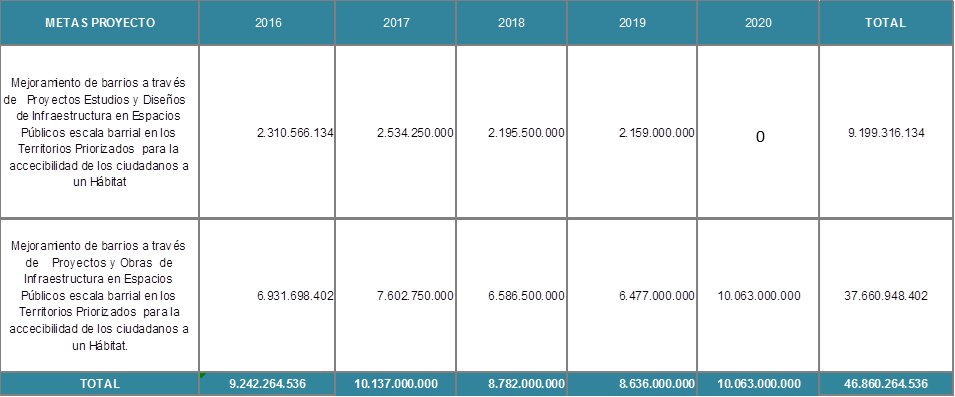 METAS PROYECTO 2016 2017 2018 2019 2020 TOTAL
Mejoramiento de barrios a través
de Proyectos Estudios y Diseños
de Infraestructura en Espacios
Públicos escala barrial en los
Territorios Priorizados para la
accecibilidad de los ciudadanos a
un Hábitat
2.310.566.134 2.534.250.000 2.195.500.000 2.159.000.000 0 9.199.316.134
Mejoramiento de barrios a través
de Proyectos y Obras de
Infraestructura en Espacios
Públicos escala barrial en los
Territorios Priorizados para la
accecibilidad de los ciudadanos a
un Hábitat.
6.931.698.402 7.602.750.000 6.586.500.000 6.477.000.000 10.063.000.000 37.660.948.402
TOTAL 9.242.264.536 10.137.000.000 8.782.000.000 8.636.000.000 10.063.000.000 46.860.264.536